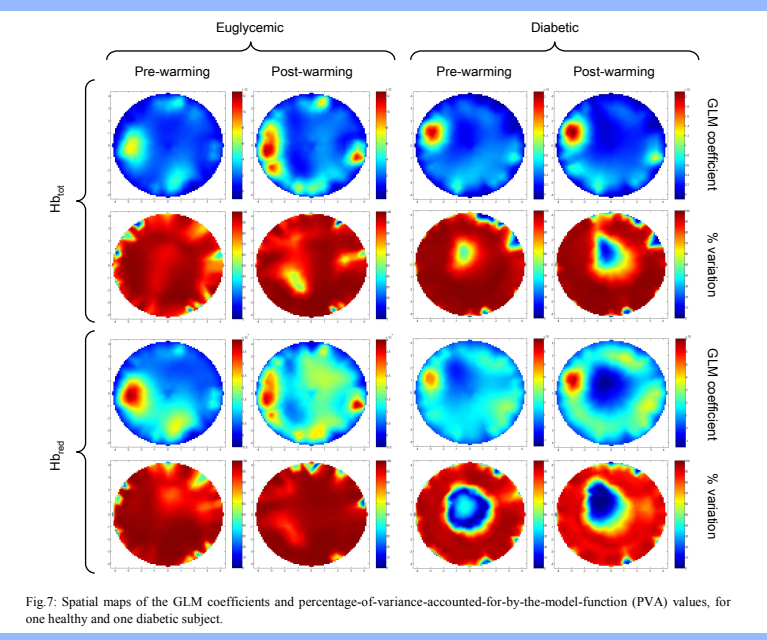 Euglycemic Diabetic
Pre-warming Post-warming Pre-warming Post-warming
Hbtot
GLM coefficient
% variation
Hbred
GLM coefficient
% variation
Fig.7: Spatial maps of the GLM coefficients and percentage-of-variance-accounted-for-by-the-model-function (PVA) values, for
one healthy and one diabetic subject.